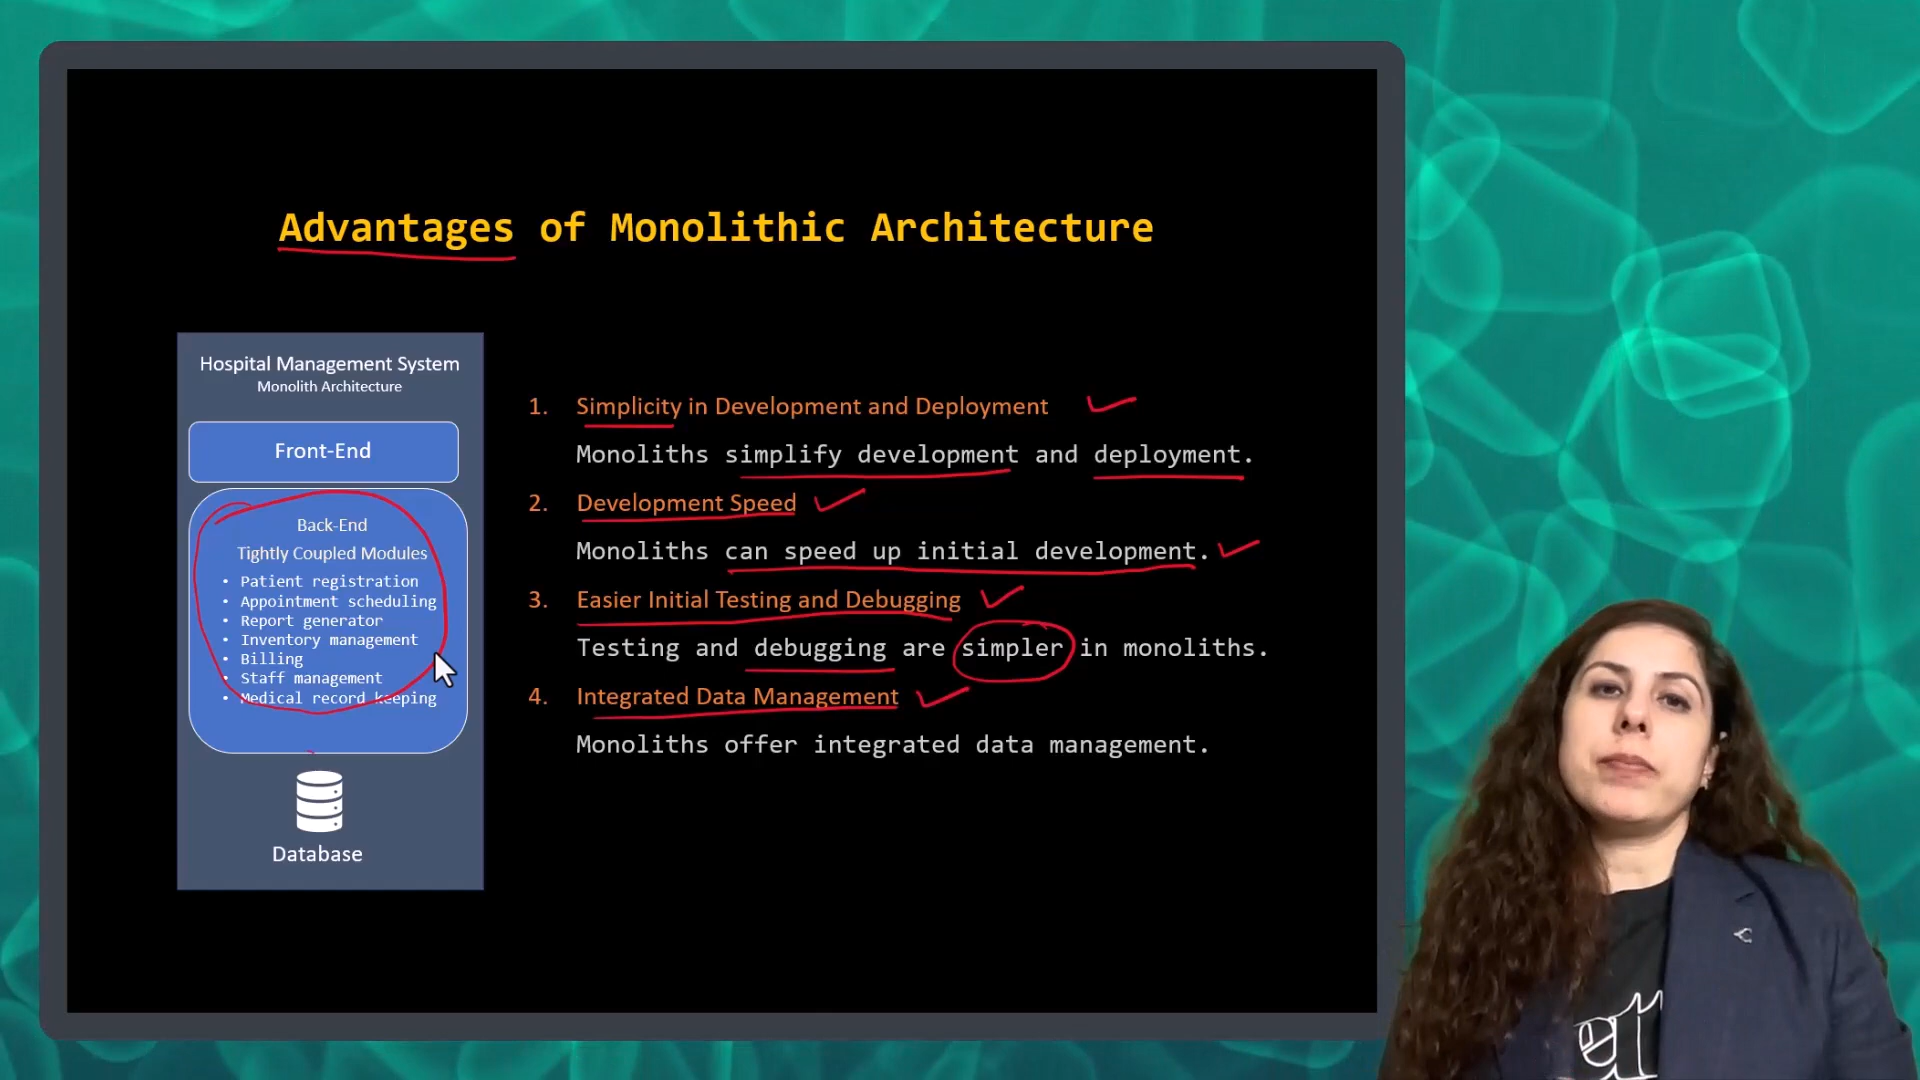 Advantages of Monolithic Architecture
Hospital Management System
Monolith Architecture
Front-End
Back-End
Tightly Coupled Modules
• Patient registration
• Appointment scheduling
• Report generator
• Inventory management
• Billing
• Staff management
• Medical record keeping
Database
1. Simplicity in Development and Deployment
Monoliths simplify development and deployment.
2. Development Speed
Monoliths can speed up initial development.
3. Easier Initial Testing and Debugging
Testing and debugging are simpler in monoliths.
4. Integrated Data Management
Monoliths offer integrated data management.